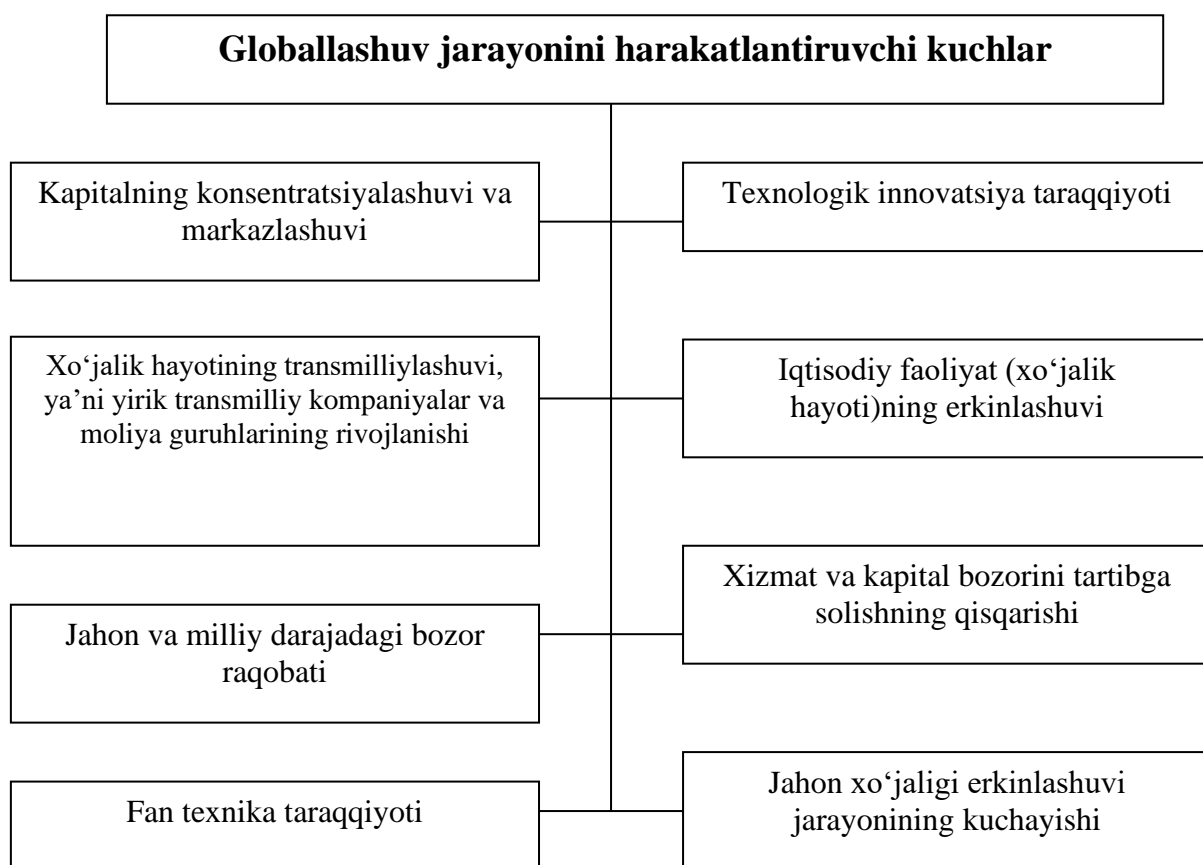 Globallashuv jarayonini harakatlantiruvchi kuchlar
Kapitalning konsentratsiyalashuvi va
markazlashuvi
Texnologik innovatsiya taraqqiyoti
Xo‘jalik hayotining transmilliylashuvi,
ya’ni yirik transmilliy kompaniyalar va
moliya guruhlarining rivojlanishi
Iqtisodiy faoliyat (xo‘jalik
hayoti)ning erkinlashuvi
Jahon va milliy darajadagi bozor
raqobati
Xizmat va kapital bozorini tartibga
solishning qisqarishi
Fan texnika taraqqiyoti
Jahon xo‘jaligi erkinlashuvi
jarayonining kuchayishi